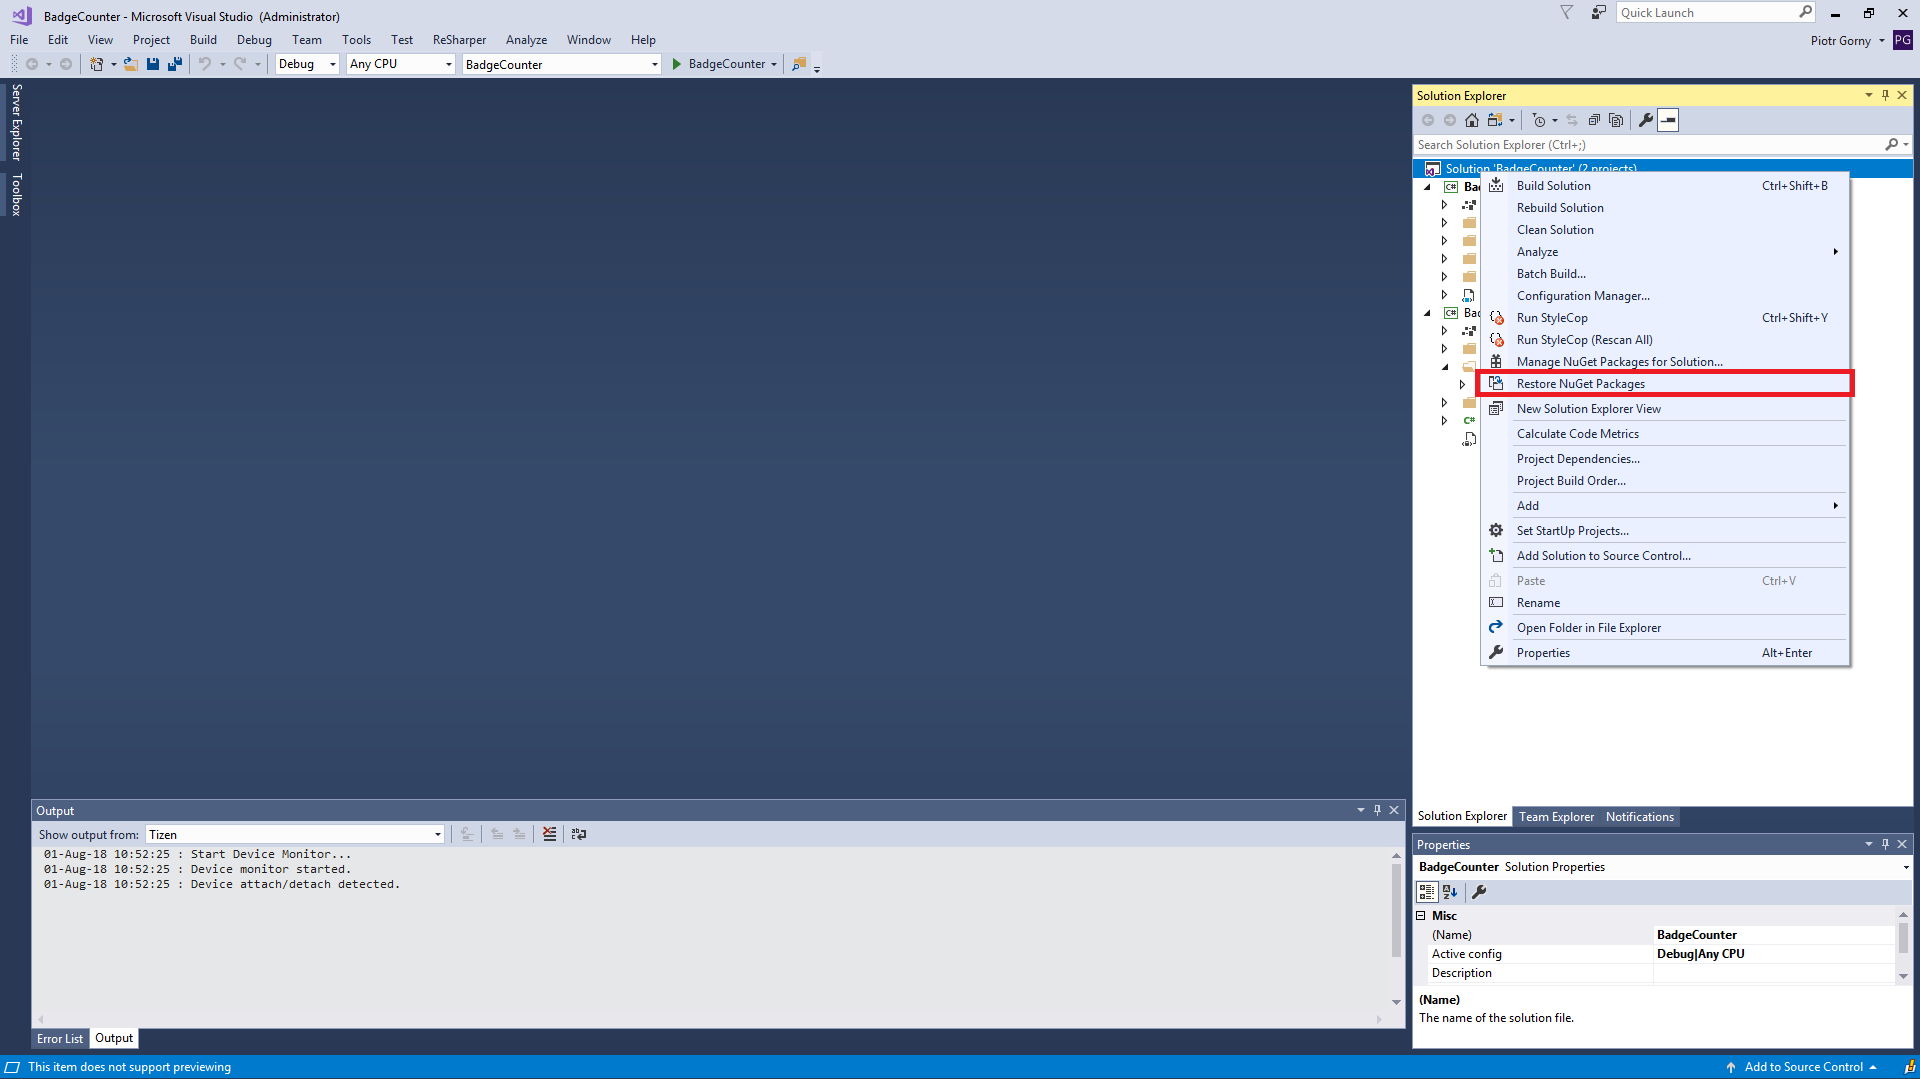 BadgeCounter - Microsoft Visual Studio (Administrator)
Quick Launch
File Edit View Project Build Debug Team Tools Test ReSharper Analyze Window Help
Piotr Gorny PG
Debug Any CPU BadgeCounter BadgeCounter
Server Explorer
Toolbox
Solution Explorer
Search Solution Explorer (Ctrl+;)
Solution 'BadgeCounter' (2 projects)
Build Solution Ctrl+Shift+B
Rebuild Solution
Clean Solution
Analyze
Batch Build...
Configuration Manager...
Run StyleCop Ctrl+Shift+Y
Run StyleCop (Rescan All)
Manage NuGet Packages for Solution...
Restore NuGet Packages
New Solution Explorer View
Calculate Code Metrics
Project Dependencies...
Project Build Order...
Add
Set StartUp Projects...
Add Solution to Source Control...
Paste Ctrl+V
Rename
Open Folder in File Explorer
Properties Alt+Enter
Output
Show output from: Tizen
01-Aug-18 10:52:25 : Start Device Monitor...
01-Aug-18 10:52:25 : Device monitor started.
01-Aug-18 10:52:25 : Device attach/detach detected.
Error List Output
Solution Explorer Team Explorer Notifications
Properties
BadgeCounter Solution Properties
Misc
(Name) BadgeCounter
Active config Debug|Any CPU
Description
(Name)
The name of the solution file.
This item does not support previewing
Add to Source Control